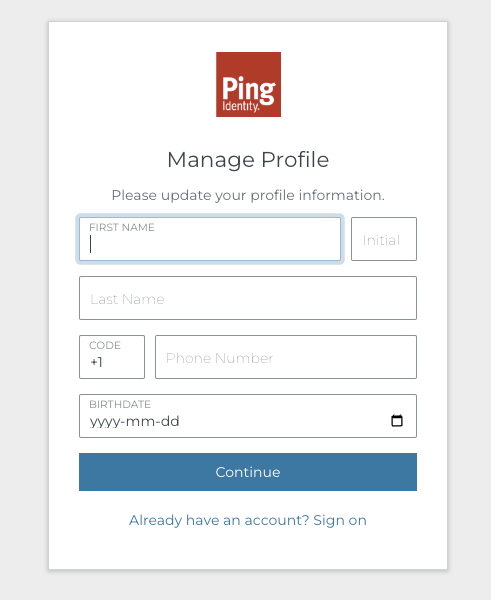 Ping
Identity.
Manage Profile
Please update your profile information.
FIRST NAME
Initial
Last Name
CODE
+1
Phone Number
BIRTHDATE
yyyy-mm-dd
Continue
Already have an account? Sign on